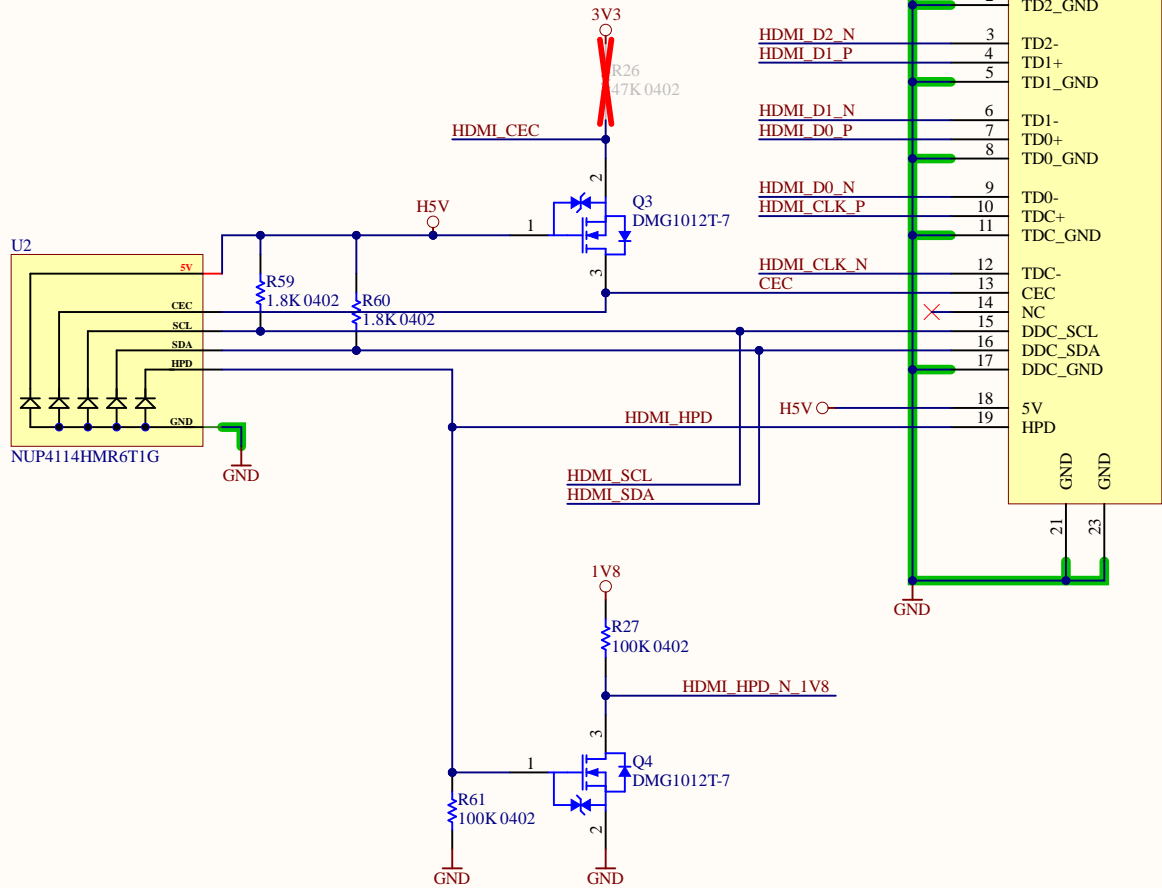 3V3
R26
47K 0402
HDMI_CEC
2
Q3
DMG1012T-7
1
3
H5V
U2
5V
CEC
SCL
SDA
HPD
GND
NUP4114HMR6T1G
GND
R59
1.8K 0402
R60
1.8K 0402
HDMI_D2_N
HDMI_D1_P
HDMI_D1_N
HDMI_D0_P
HDMI_D0_N
HDMI_CLK_P
HDMI_CLK_N
CEC
H5V
HDMI_HPD
HDMI_SCL
HDMI_SDA
TD2_GND
3 TD2-
4 TD1+
5 TD1_GND
6 TD1-
7 TD0+
8 TD0_GND
9 TD0-
10 TDC+
11 TDC_GND
12 TDC-
13 CEC
14 NC
15 DDC_SCL
16 DDC_SDA
17 DDC_GND
18 5V
19 HPD
GND
GND
21
23
GND
1V8
R27
100K 0402
HDMI_HPD_N_1V8
3
Q4
DMG1012T-7
1
2
R61
100K 0402
GND
GND